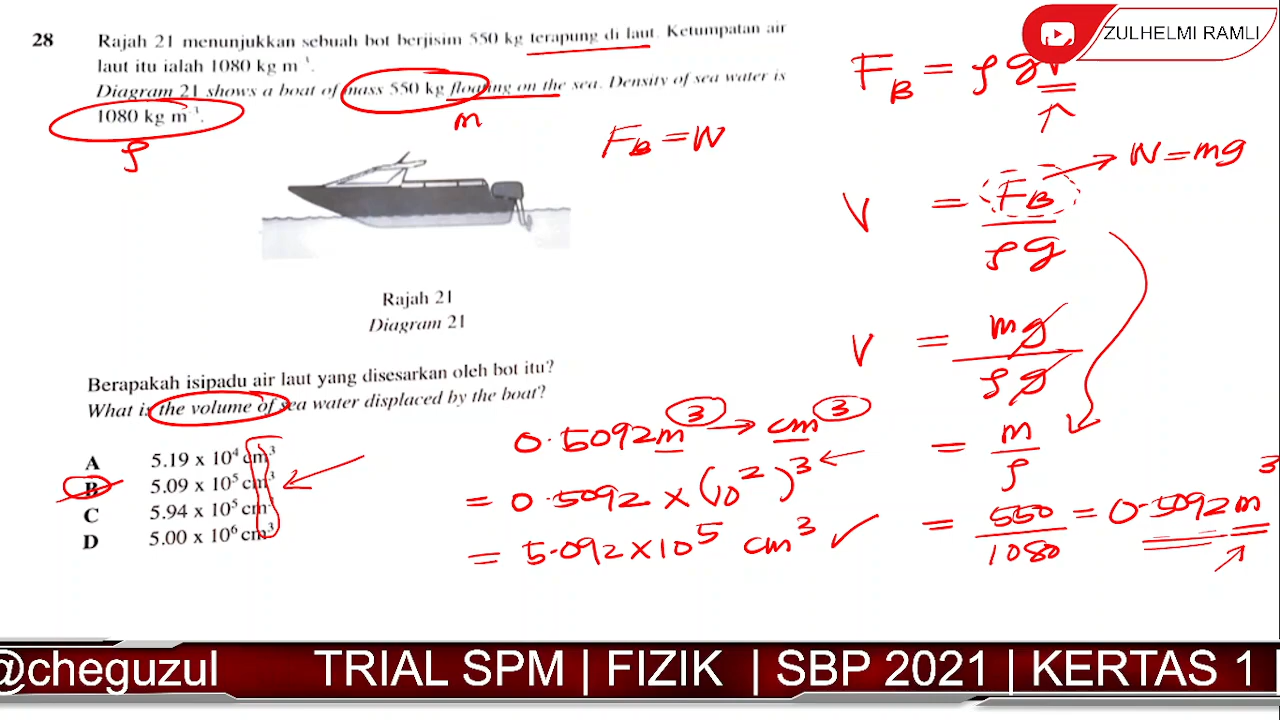 28 Rajah 21 menunjukkan sebuah bot berjisim 550 kg terapung di laut. Ketumpatan air
laut itu ialah 1080 kg m⁻¹.
Diagram 21 shows a boat of mass 550 kg floating on the sea. Density of sea water is
1080 kg m⁻¹.
ρ
m
F_B = W
Rajah 21
Diagram 21
Berapakah isipadu air laut yang disesarkan oleh bot itu?
What is the volume of sea water displaced by the boat?
A 5.19 x 10⁴ cm³
B 5.09 x 10⁵ cm³
C 5.94 x 10⁵ cm³
D 5.00 x 10⁶ cm³
0.5092 m³ → cm³
= 0.5092 × (10²)³
= 5.092 × 10⁵ cm³ ✓
ZULHELMI RAMLI
F_B = ρgV
W = mg
V = F_B / ρg
V = mg / ρg
= m / ρ
= 550 / 1080 = 0.5092 m³
@cheguzul TRIAL SPM | FIZIK | SBP 2021 | KERTAS 1 |